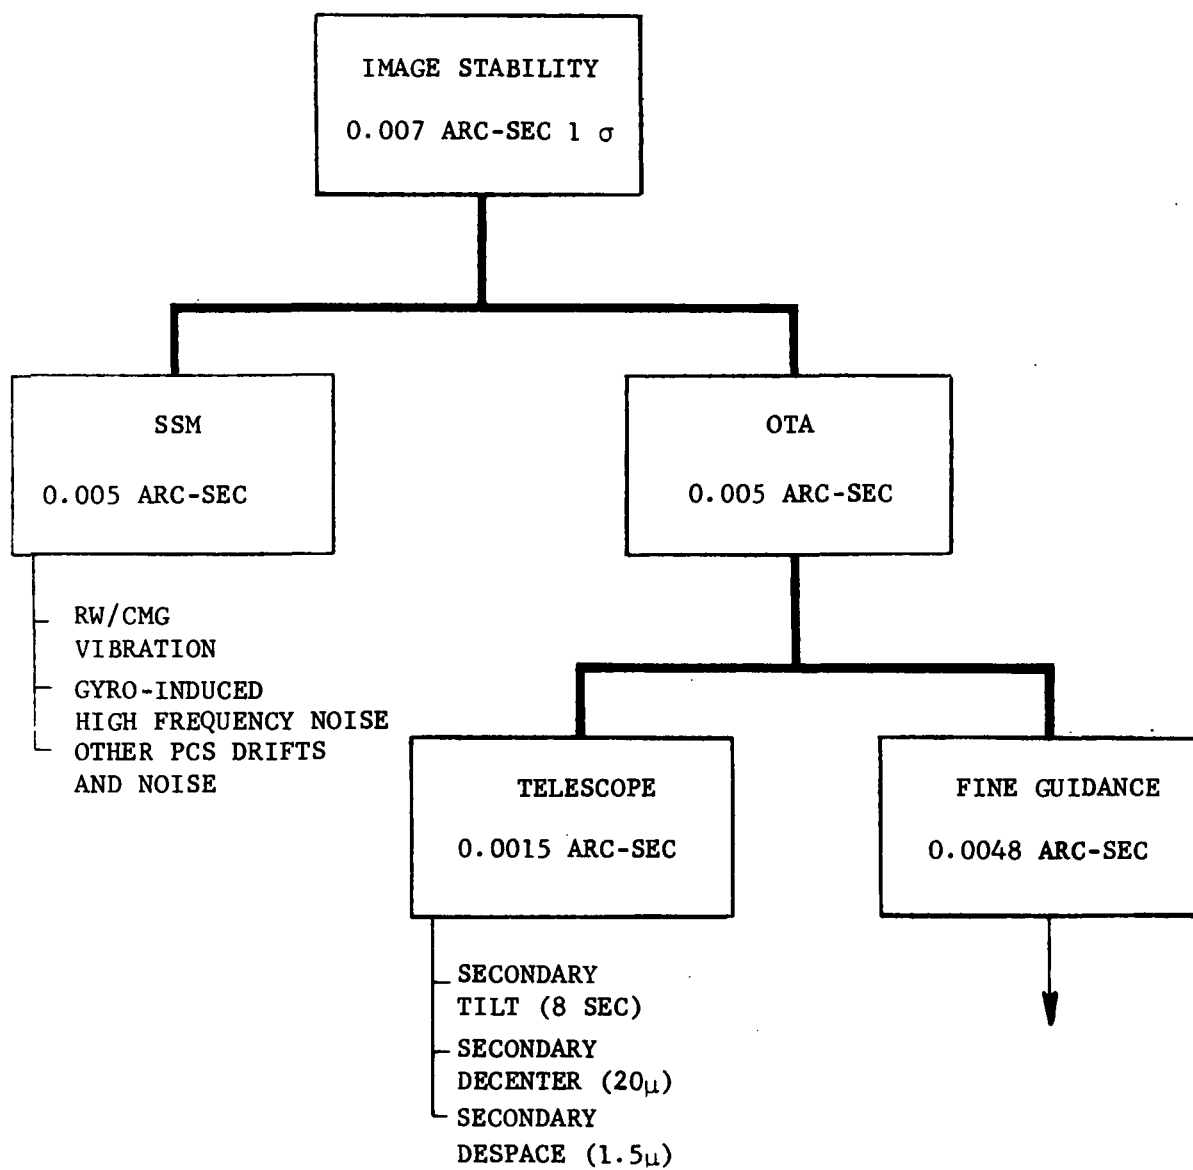 IMAGE STABILITY
0.007 ARC-SEC 1 σ
SSM
0.005 ARC-SEC
OTA
0.005 ARC-SEC
RW/CMG
VIBRATION
GYRO-INDUCED
HIGH FREQUENCY NOISE
OTHER PCS DRIFTS
AND NOISE
TELESCOPE
0.0015 ARC-SEC
FINE GUIDANCE
0.0048 ARC-SEC
SECONDARY
TILT (8 SEC)
SECONDARY
DECENTER (20μ)
SECONDARY
DESPACE (1.5μ)